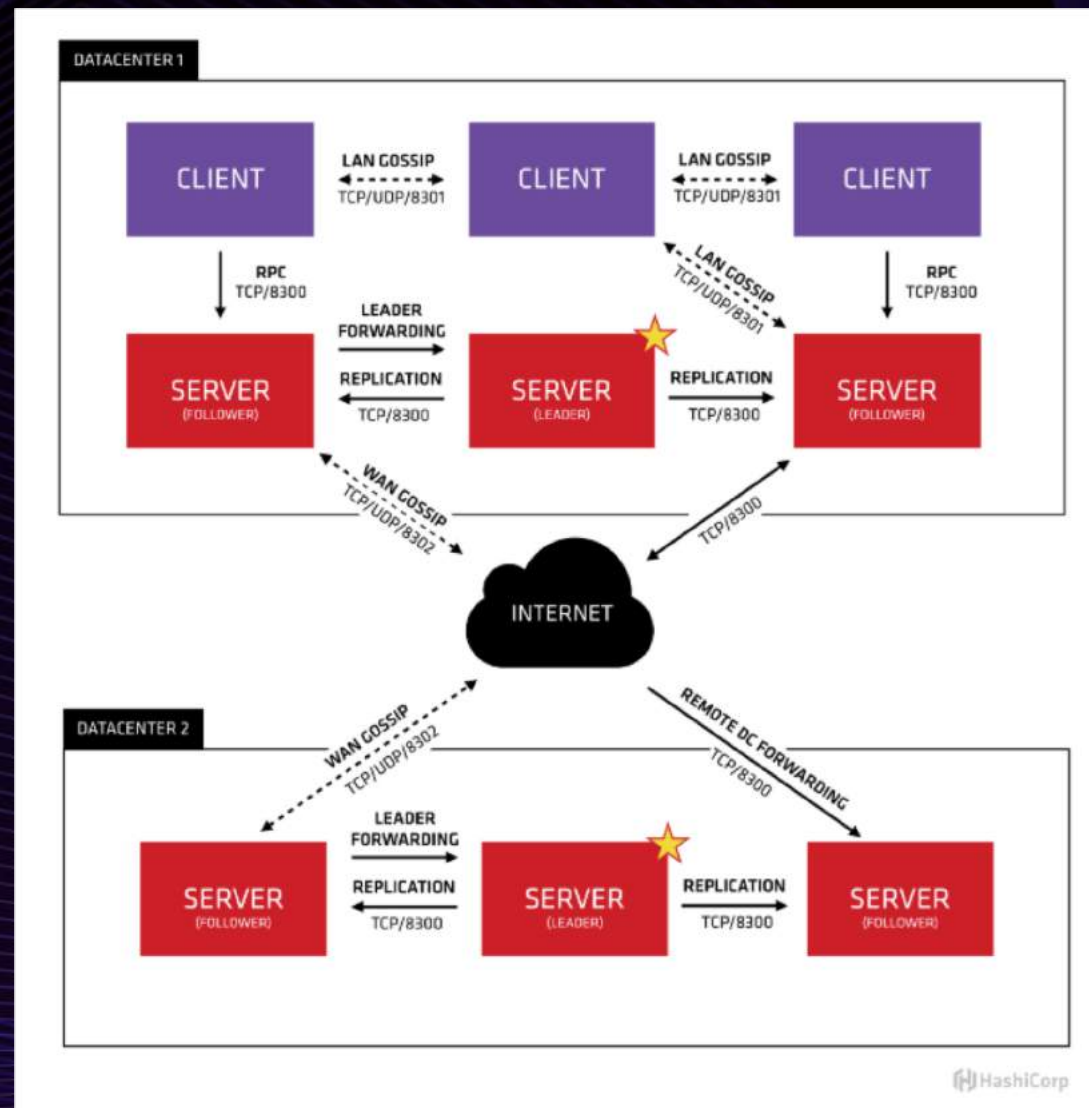 DATACENTER 1
CLIENT
LAN GOSSIP
TCP/UDP/8301
CLIENT
LAN GOSSIP
TCP/UDP/8301
CLIENT
RPC
TCP/8300
LAN GOSSIP
TCP/UDP/8301
RPC
TCP/8300
LEADER
FORWARDING
SERVER
(FOLLOWER)
REPLICATION
TCP/8300
SERVER
(LEADER)
REPLICATION
TCP/8300
SERVER
(FOLLOWER)
WAN GOSSIP
TCP/UDP/8302
TCP/8300
INTERNET
DATACENTER 2
WAN GOSSIP
TCP/UDP/8302
REMOTE DC FORWARDING
TCP/8300
LEADER
FORWARDING
SERVER
(FOLLOWER)
REPLICATION
TCP/8300
SERVER
(LEADER)
REPLICATION
TCP/8300
SERVER
(FOLLOWER)
HashiCorp